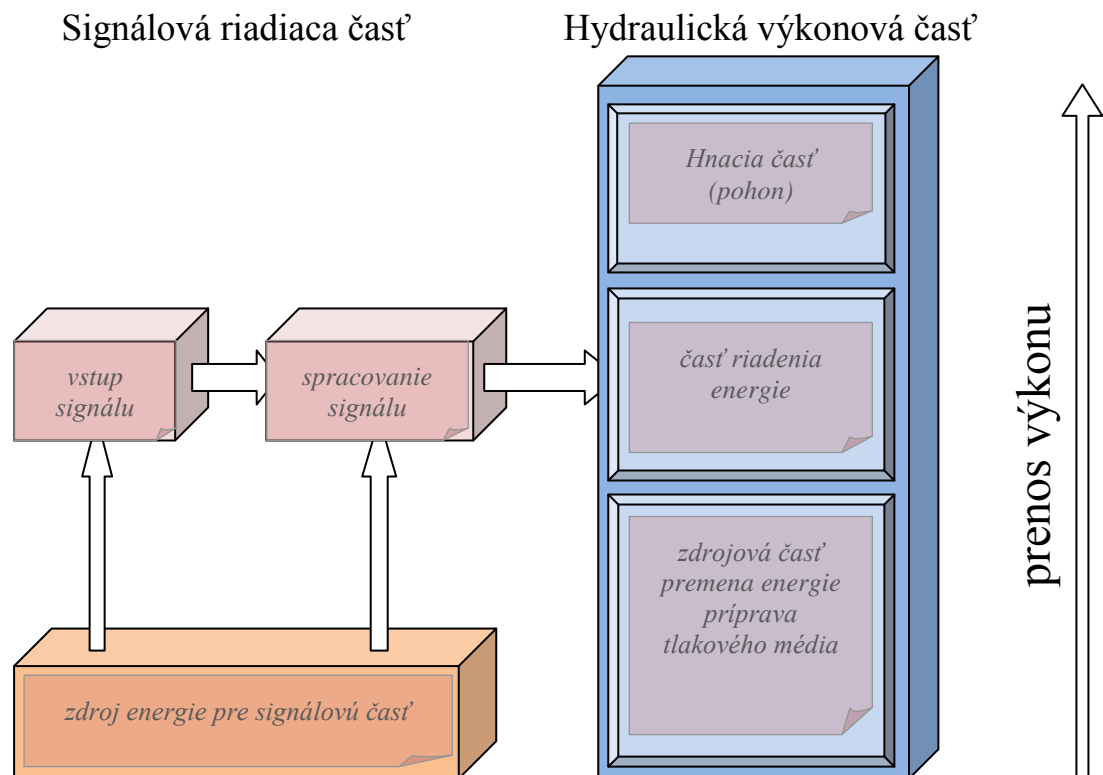 Signálová riadiaca časť
Hydraulická výkonová časť
Hnacia časť
(pohon)
vstup
signálu
spracovanie
signálu
časť riadenia
energie
prenos výkonu
zdrojová časť
premena energie
príprava
tlakového média
zdroj energie pre signálovú časť